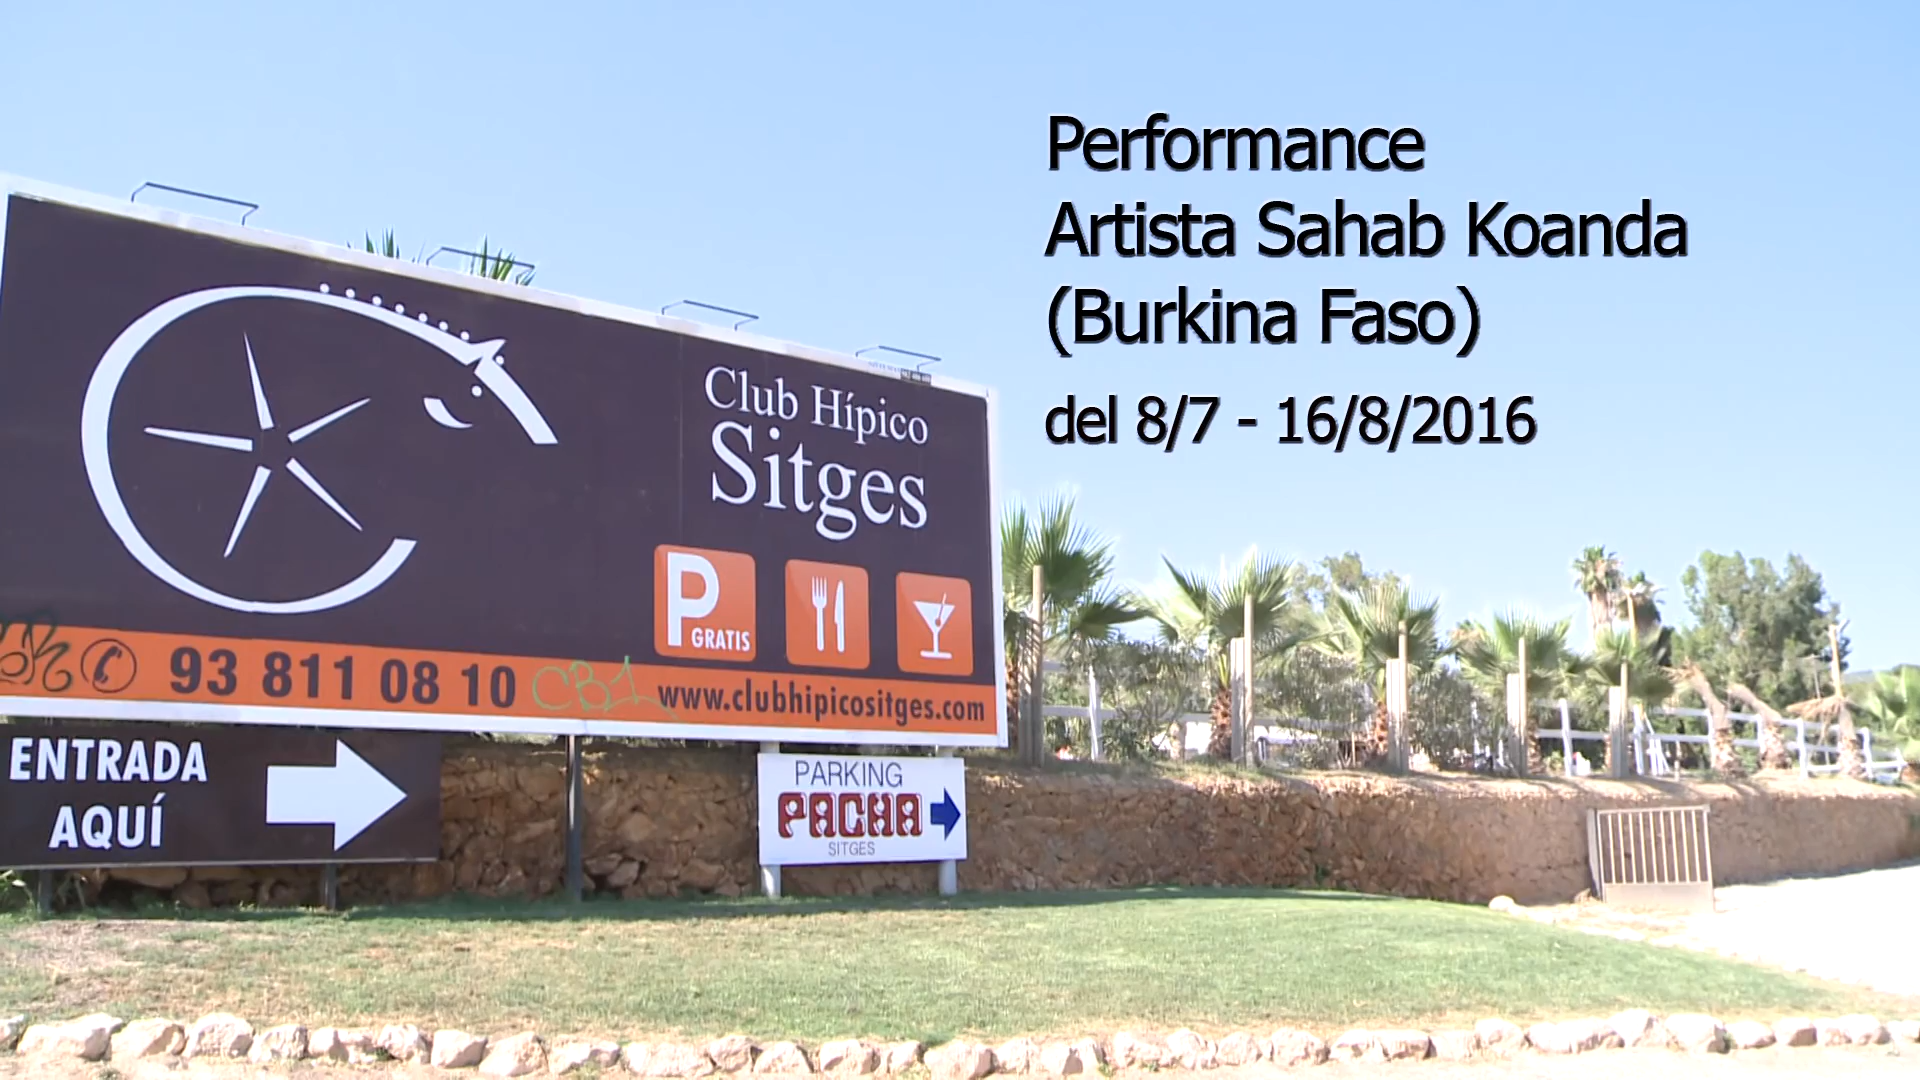 Performance
Artista Sahab Koanda
(Burkina Faso)
del 8/7 - 16/8/2016
Club Hípico
Sitges
P GRATIS
93 811 08 10
CB1
www.clubhipicositges.com
ENTRADA
AQUÍ
PARKING
PACHA
SITGES